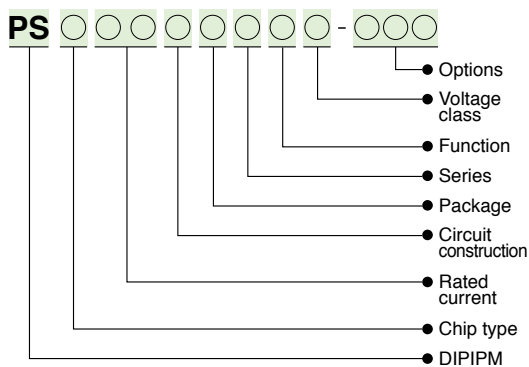 PS○○○○○○○○-○○○
Options
Voltage
class
Function
Series
Package
Circuit
construction
Rated
current
Chip type
DIPIPM